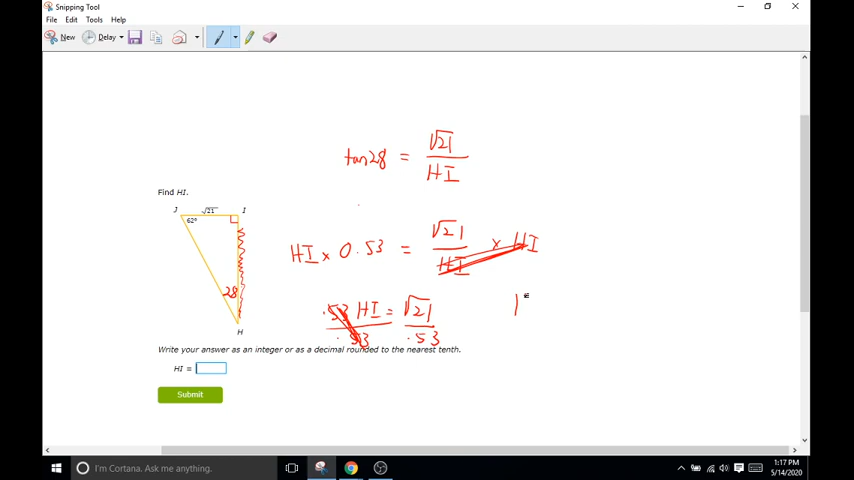 Snipping Tool
File Edit Tools Help
New Delay
tan28 = √21
HI
Find HI.
J √21 I
62°
HI × 0.53 = √21 × HI
HI
28
.53 HI = √21
.53 .53
H
Write your answer as an integer or as a decimal rounded to the nearest tenth.
HI =
Submit
I'm Cortana. Ask me anything.
1:17 PM
5/14/2020